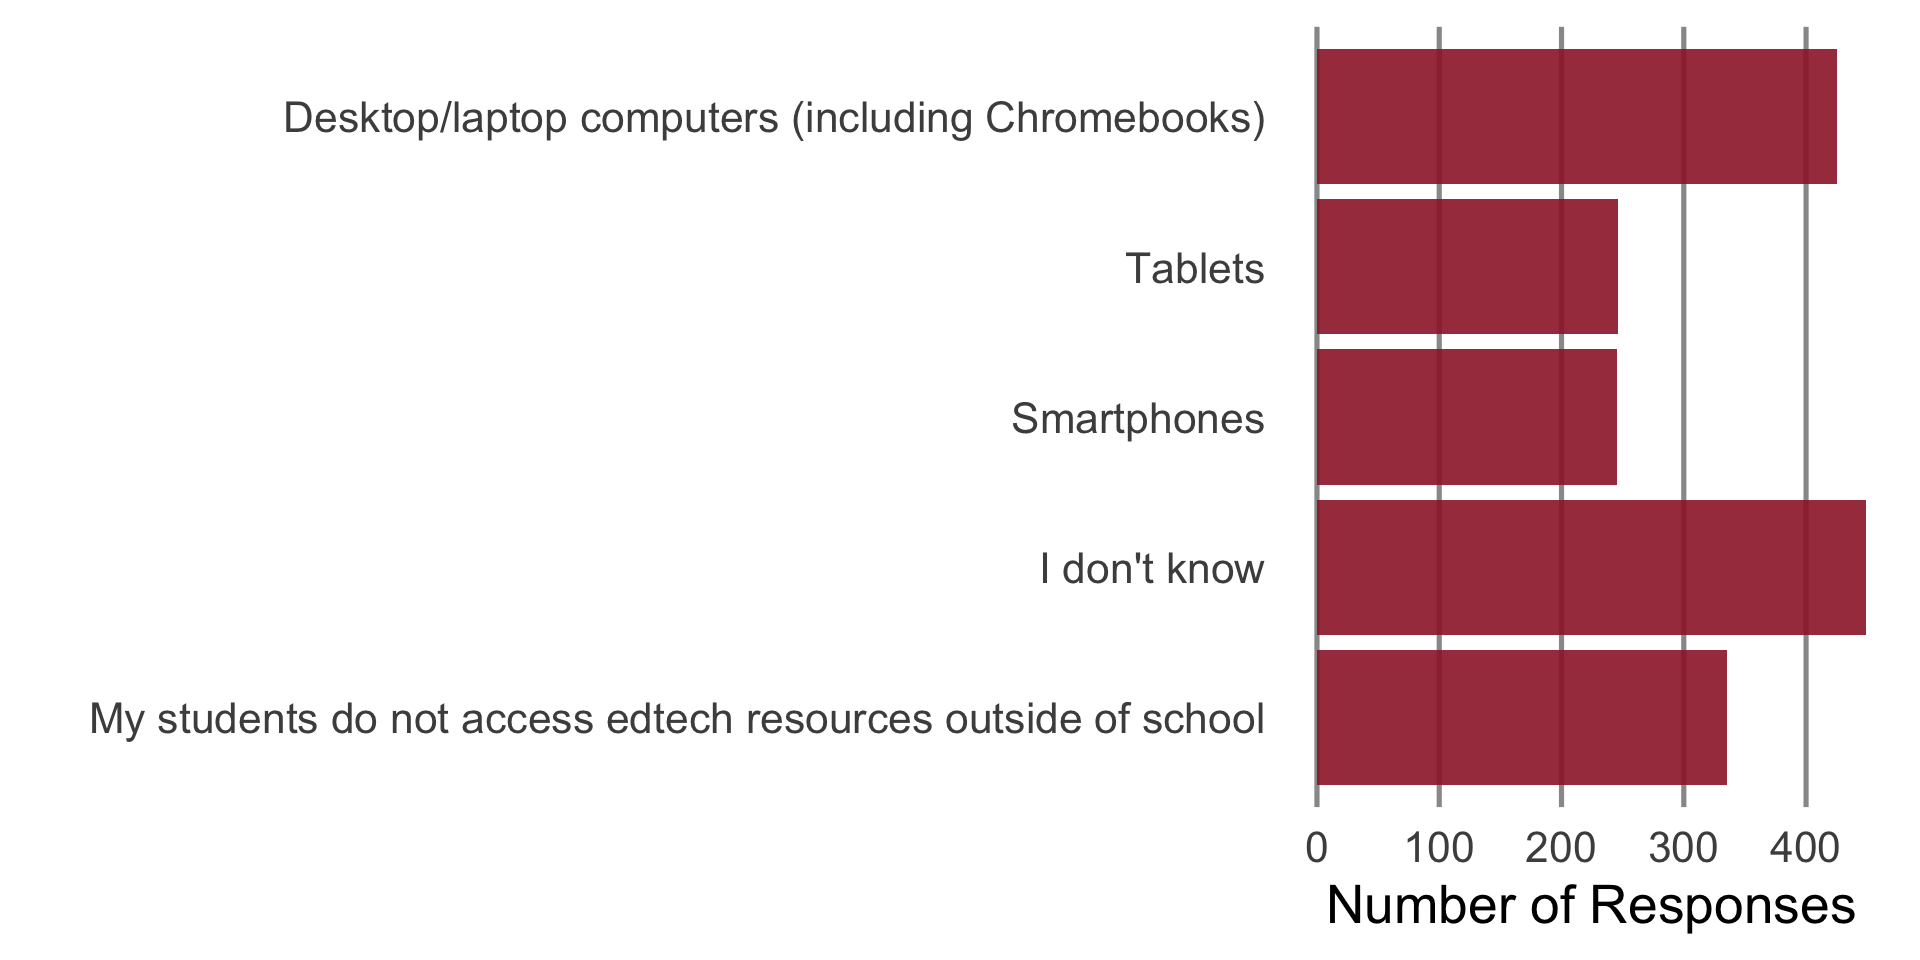 Desktop/laptop computers (including Chromebooks)
Tablets
Smartphones
I don't know
My students do not access edtech resources outside of school
0 100 200 300 400
Number of Responses